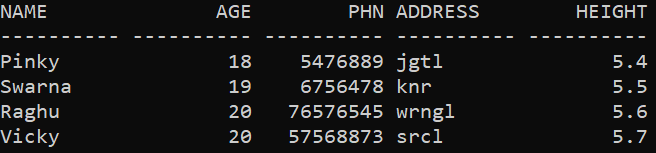 NAME              AGE        PHN ADDRESS        HEIGHT
---------- ---------- ---------- ---------- ----------
Pinky              18    5476889 jgtl              5.4
Swarna             19    6756478 knr               5.5
Raghu              20   76576545 wrngl             5.6
Vicky              20   57568873 srcl              5.7